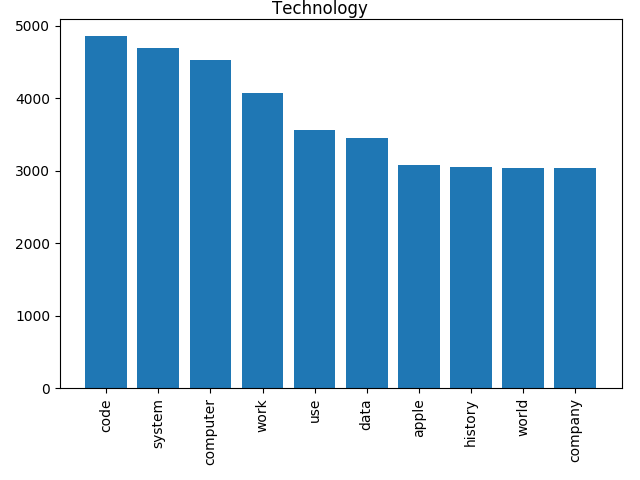 Technology
5000
4000
3000
2000
1000
0
code
system
computer
work
use
data
apple
history
world
company